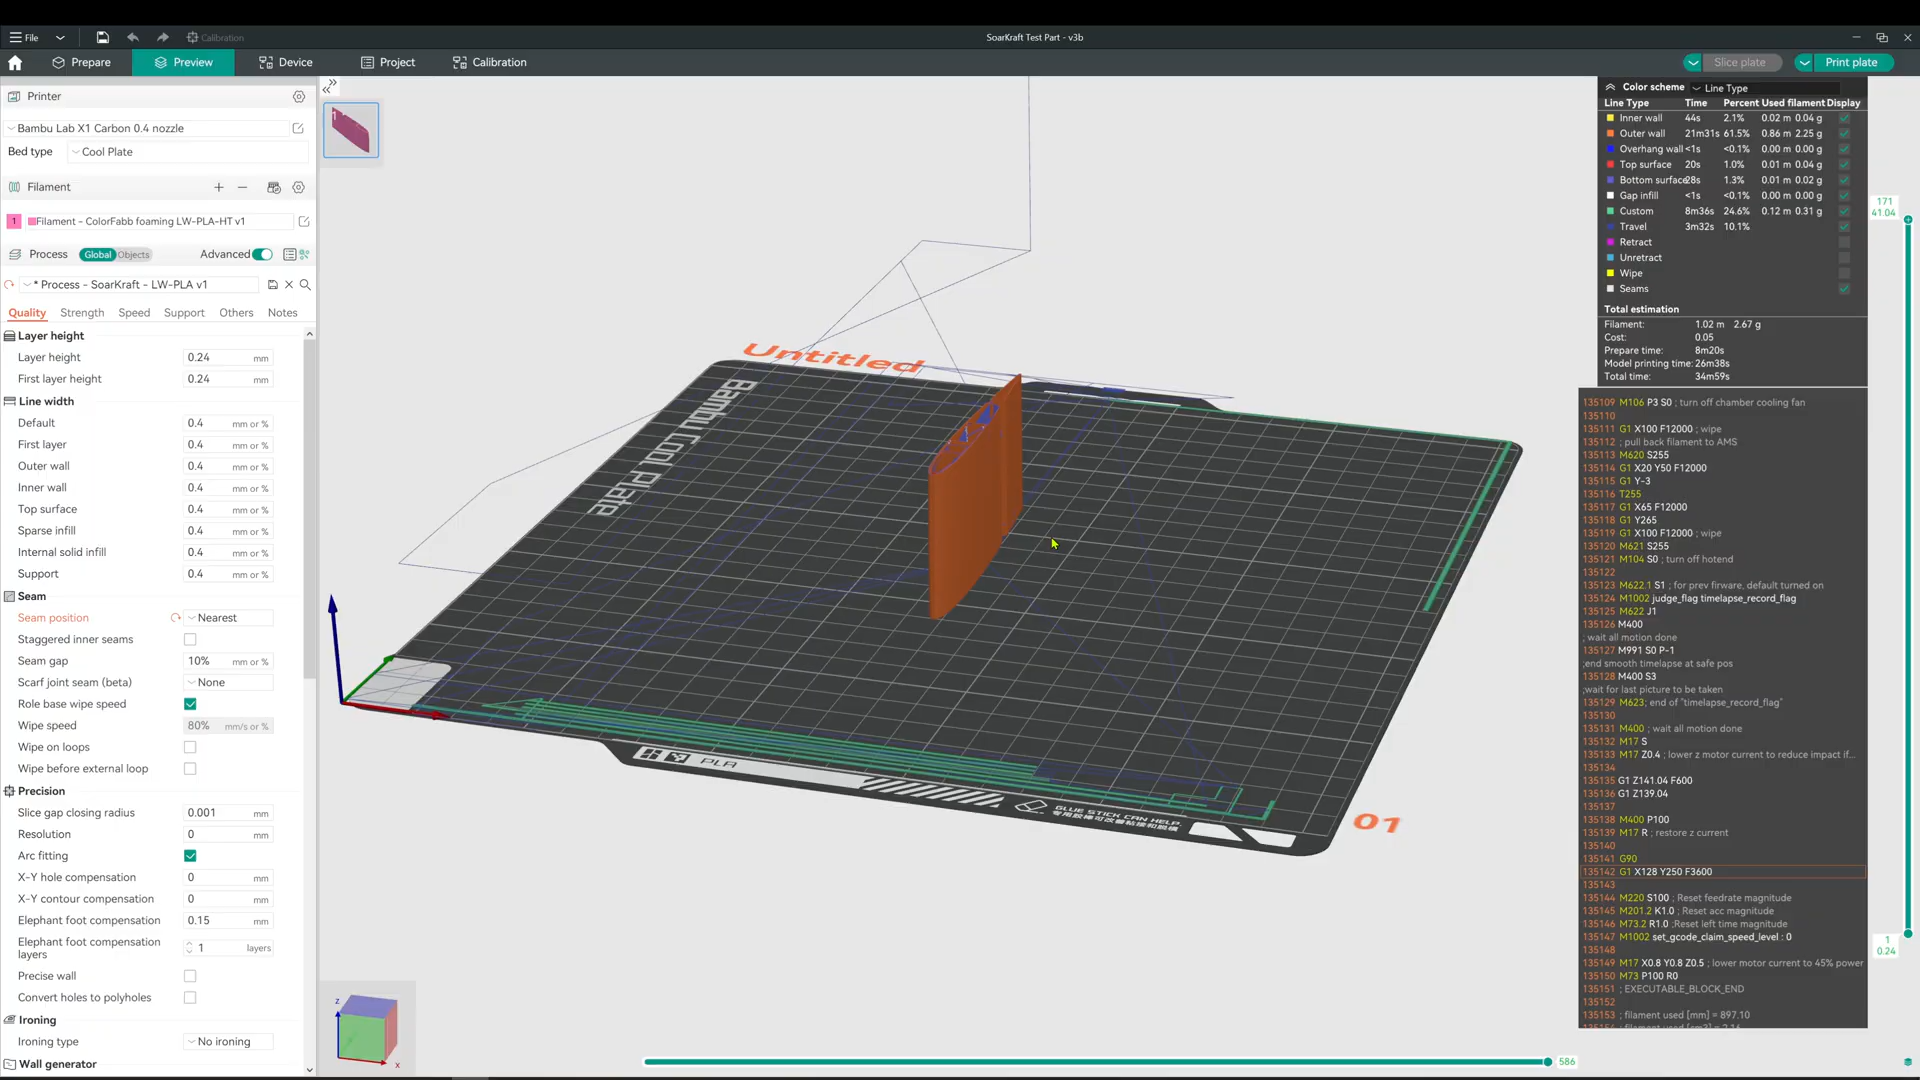 File
Calibration
SoarKraft Test Part - v3b
Prepare
Preview
Device
Project
Calibration
Slice plate
Print plate
Printer
Bambu Lab X1 Carbon 0.4 nozzle
Bed type
Cool Plate
Filament
1
Filament - ColorFabb foaming LW-PLA-HT v1
Process
Global
Objects
Advanced
* Process - SoarKraft - LW-PLA v1
Quality
Strength
Speed
Support
Others
Notes
Layer height
Layer height 0.24 mm
First layer height 0.24 mm
Line width
Default 0.4 mm or %
First layer 0.4 mm or %
Outer wall 0.4 mm or %
Inner wall 0.4 mm or %
Top surface 0.4 mm or %
Sparse infill 0.4 mm or %
Internal solid infill 0.4 mm or %
Support 0.4 mm or %
Seam
Seam position Nearest
Staggered inner seams
Seam gap 10% mm or %
Scarf joint seam (beta) None
Role base wipe speed
Wipe speed 80% mm/s or %
Wipe on loops
Wipe before external loop
Precision
Slice gap closing radius 0.001 mm
Resolution 0 mm
Arc fitting
X-Y hole compensation 0 mm
X-Y contour compensation 0 mm
Elephant foot compensation 0.15 mm
Elephant foot compensation
layers
1 layers
Precise wall
Convert holes to polyholes
Ironing
Ironing type No ironing
Wall generator
1
Untitled
Bambu Cool Plate
PLA
GLUE STICK CAN HELP.
01
z
x
Color scheme Line Type
Line Type Time Percent Used filament Display
Inner wall 44s 2.1% 0.02 m 0.04 g
Outer wall 21m31s 61.5% 0.86 m 2.25 g
Overhang wall <1s <0.1% 0.00 m 0.00 g
Top surface 20s 1.0% 0.01 m 0.04 g
Bottom surface 28s 1.3% 0.01 m 0.02 g
Gap infill <1s <0.1% 0.00 m 0.00 g
Custom 8m36s 24.6% 0.12 m 0.31 g
Travel 3m32s 10.1%
Retract
Unretract
Wipe
Seams
Total estimation
Filament: 1.02 m 2.67 g
Cost: 0.05
Prepare time: 8m20s
Model printing time: 26m38s
Total time: 34m59s
135109 M106 P3 S0 ; turn off chamber cooling fan
135110
135111 G1 X100 F12000 ; wipe
135112 ; pull back filament to AMS
135113 M620 S255
135114 G1 X20 Y50 F12000
135115 G1 Y-3
135116 T255
135117 G1 X65 F12000
135118 G1 Y265
135119 G1 X100 F12000 ; wipe
135120 M621 S255
135121 M104 S0 ; turn off hotend
135122
135123 M622.1 S1 ; for prev firware, default turned on
135124 M1002 judge_flag timelapse_record_flag
135125 M622 J1
135126 M400
; wait all motion done
135127 M991 S0 P-1
;end smooth timelapse at safe pos
135128 M400 S3
;wait for last picture to be taken
135129 M623; end of "timelapse_record_flag"
135130
135131 M400 ; wait all motion done
135132 M17 S
135133 M17 Z0.4 ; lower z motor current to reduce impact if...
135134
135135 G1 Z141.04 F600
135136 G1 Z139.04
135137
135138 M400 P100
135139 M17 R ; restore z current
135140
135141 G90
135142 G1 X128 Y250 F3600
135143
135144 M220 S100 ; Reset feedrate magnitude
135145 M201.2 K1.0 ; Reset acc magnitude
135146 M73.2 R1.0 ;Reset left time magnitude
135147 M1002 set_gcode_claim_speed_level : 0
135148
135149 M17 X0.8 Y0.8 Z0.5 ; lower motor current to 45% power
135150 M73 P100 R0
135151 ; EXECUTABLE_BLOCK_END
135152
135153 ; filament used [mm] = 897.10
171
41.04
1
0.24
586